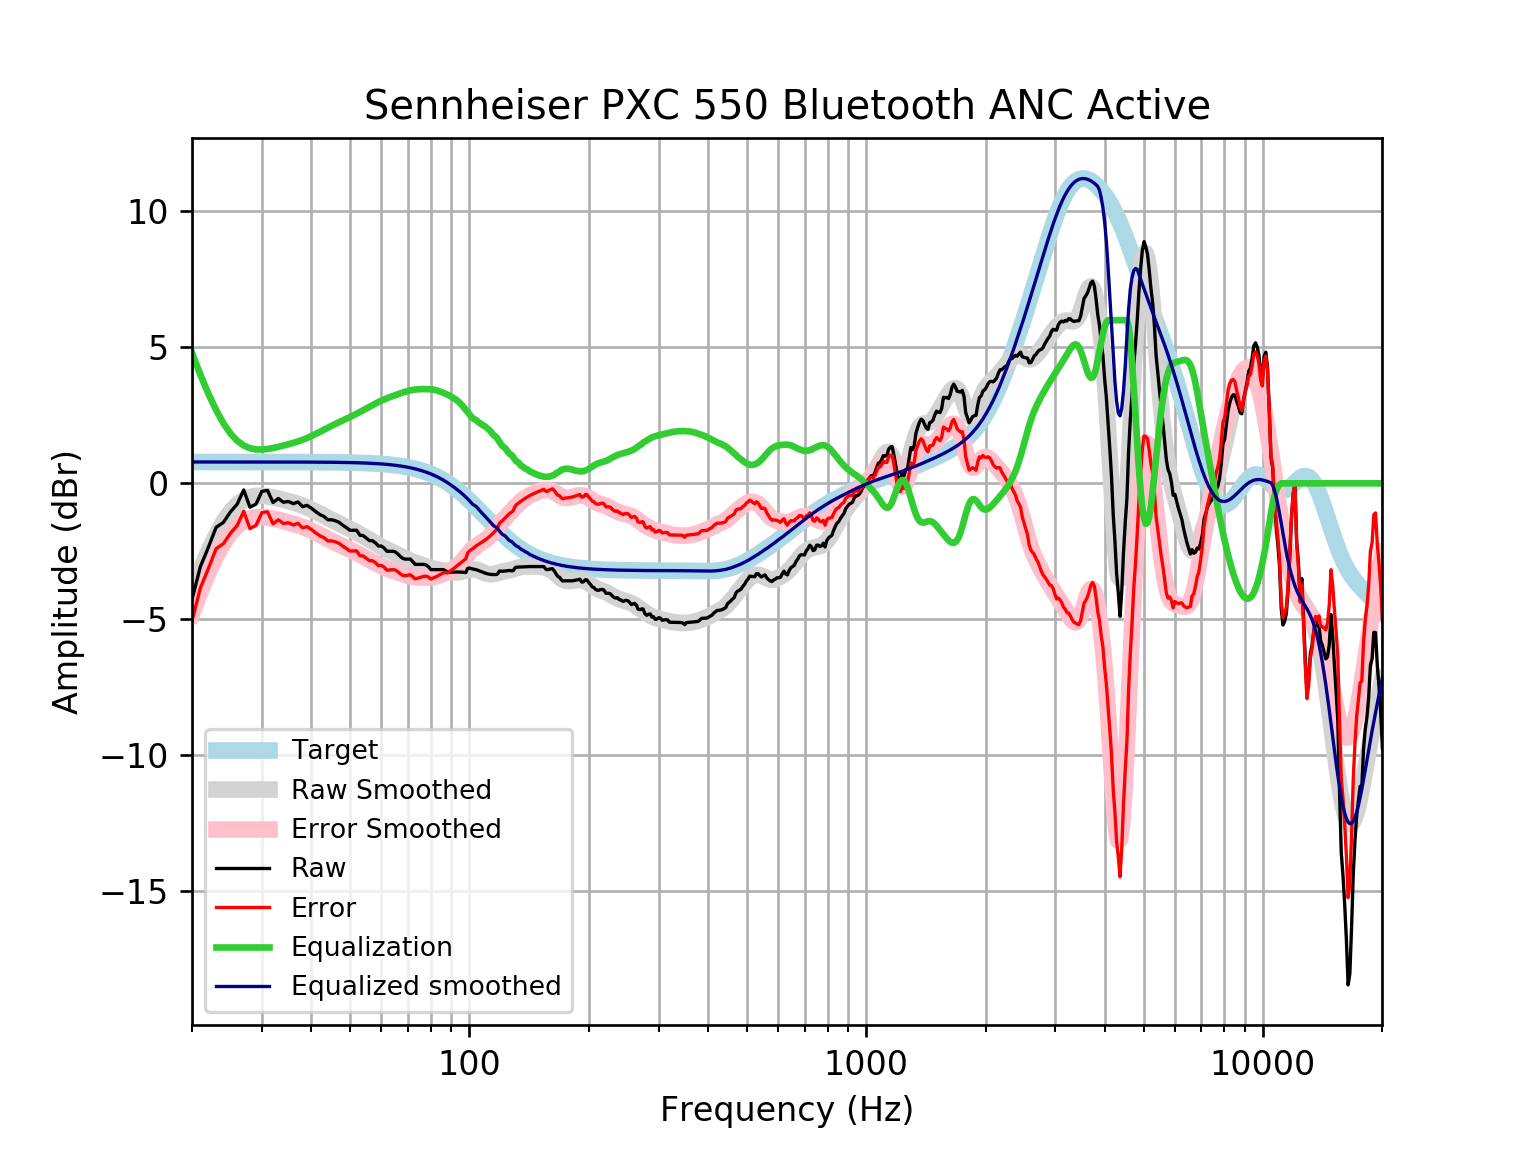 Sennheiser PXC 550 Bluetooth ANC Active
10
5
0
−5
−10
−15
Amplitude (dBr)
Target
Raw Smoothed
Error Smoothed
Raw
Error
Equalization
Equalized smoothed
100
1000
10000
Frequency (Hz)